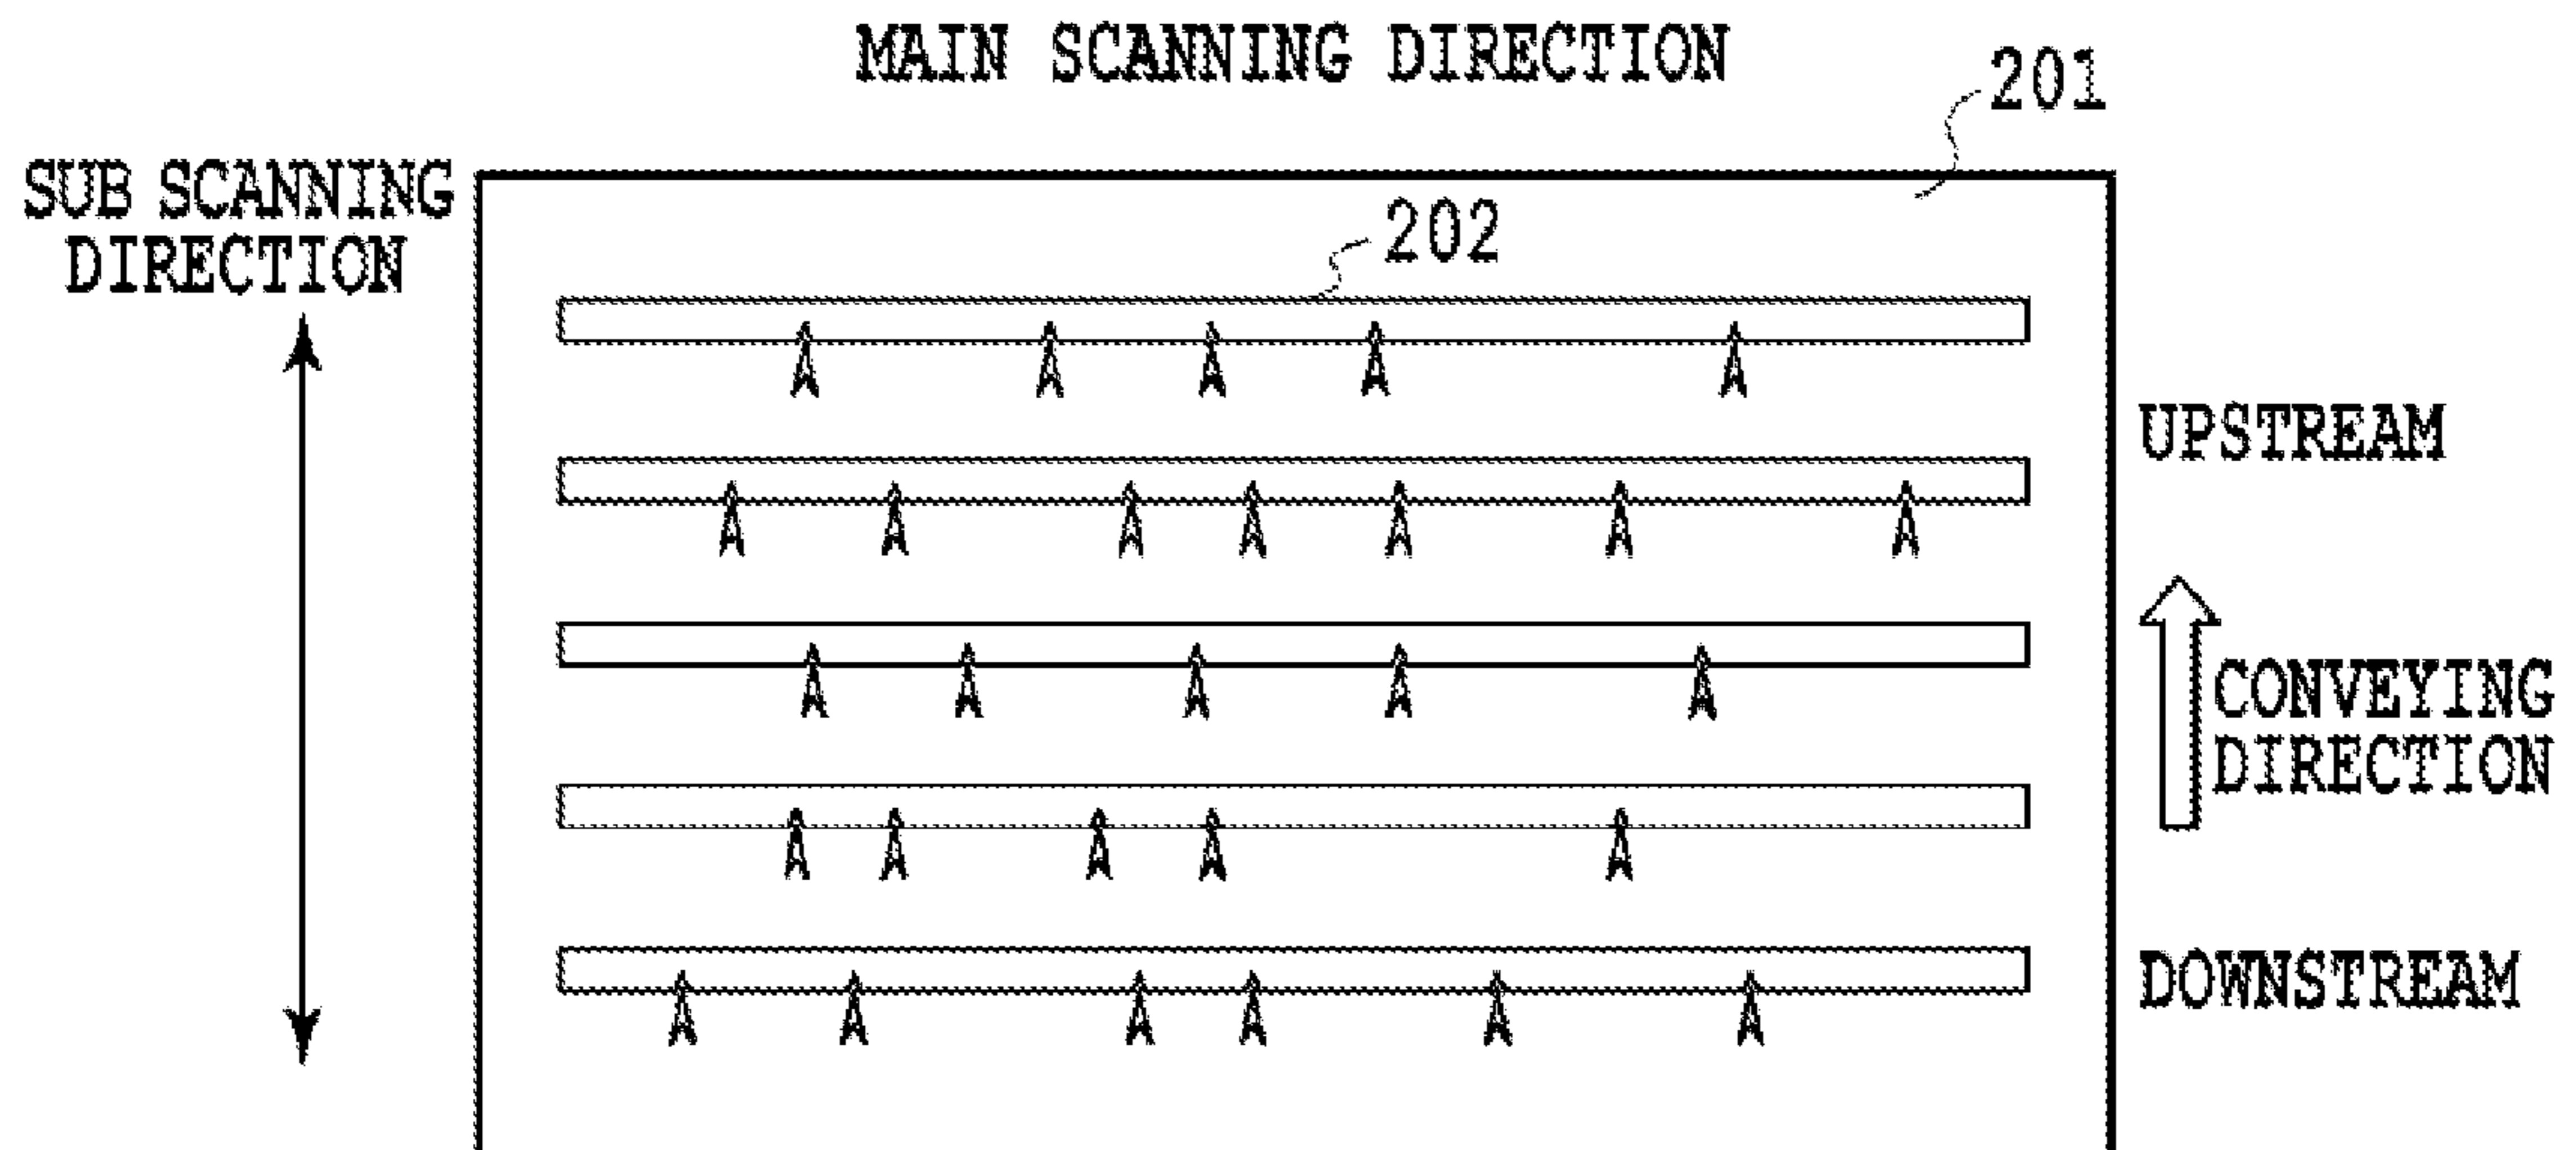 MAIN SCANNING DIRECTION
201
SUB SCANNING
DIRECTION
202
UPSTREAM
CONVEYING
DIRECTION
DOWNSTREAM